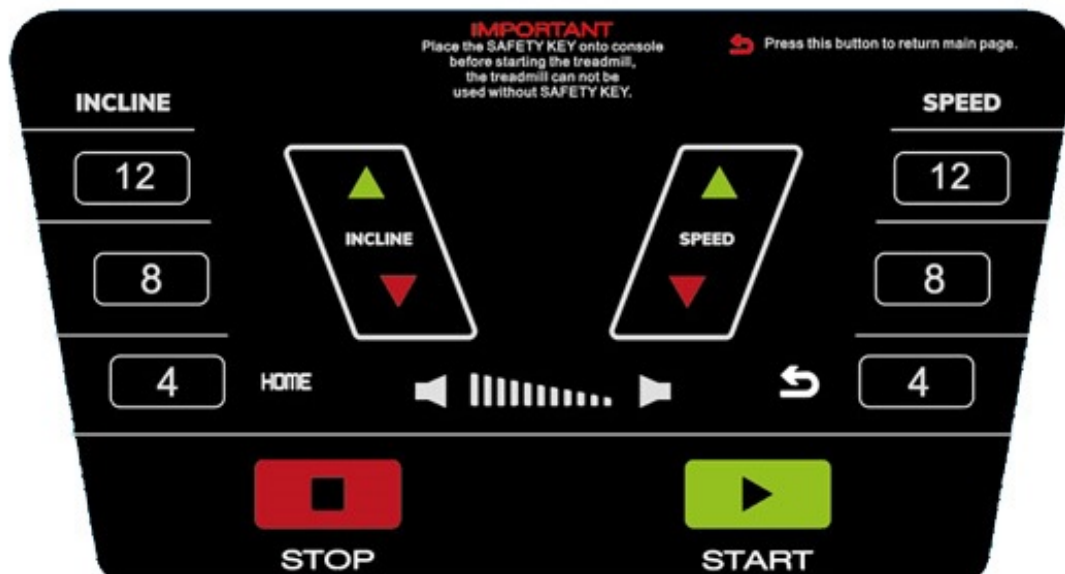 IMPORTANT
Place the SAFETY KEY onto console
before starting the treadmill,
the treadmill can not be
used without SAFETY KEY.
Press this button to return main page.
INCLINE
SPEED
12
12
INCLINE
SPEED
8
8
4
HOME
4
STOP
START